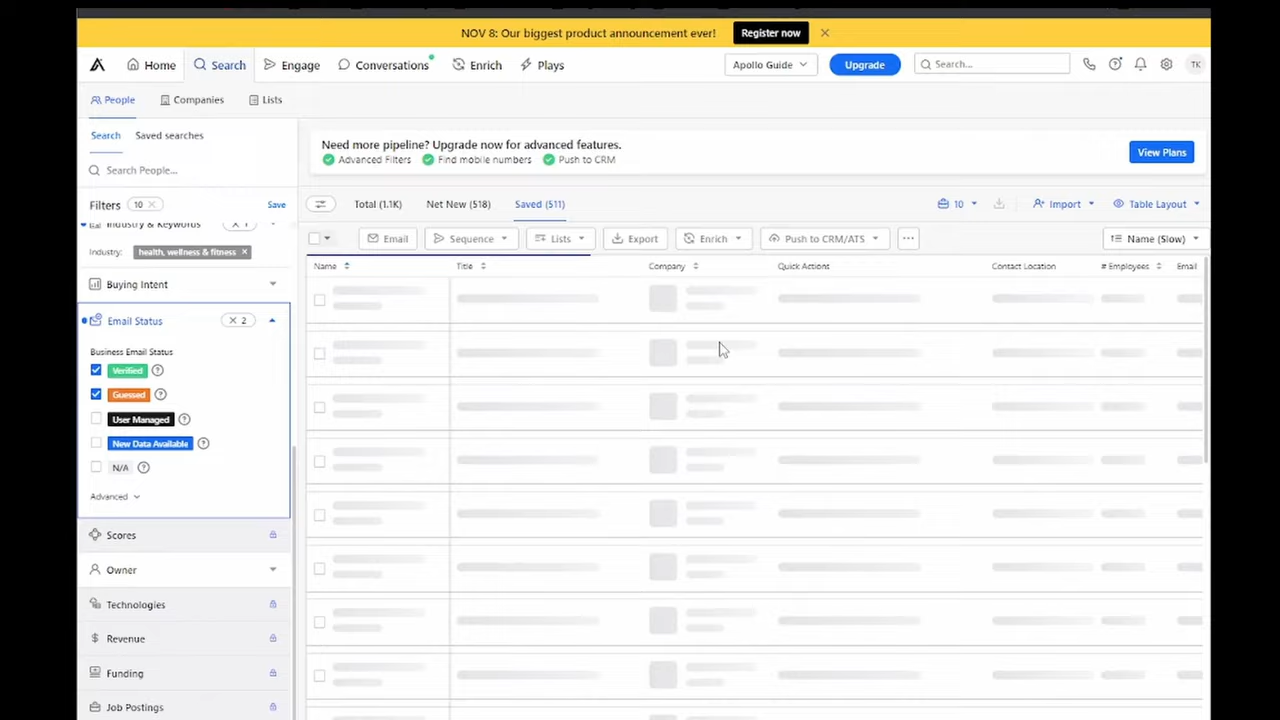 NOV 8: Our biggest product announcement ever! Register now
Home Search Engage Conversations Enrich Plays Apollo Guide Upgrade Search... TK
People Companies Lists
Search Saved searches
Need more pipeline? Upgrade now for advanced features.
Advanced Filters Find mobile numbers Push to CRM
View Plans
Search People...
Filters 10 Save
Total (1.1K) Net New (518) Saved (511) 10 Import Table Layout
Industry & Keywords 1
Industry: health, wellness & fitness
Email Sequence Lists Export Enrich Push to CRM/ATS Name (Slow)
Name Title Company Quick Actions Contact Location # Employees Email
Buying Intent
Email Status 2
Business Email Status
Verified
Guessed
User Managed
New Data Available
N/A
Advanced
Scores
Owner
Technologies
Revenue
Funding
Job Postings